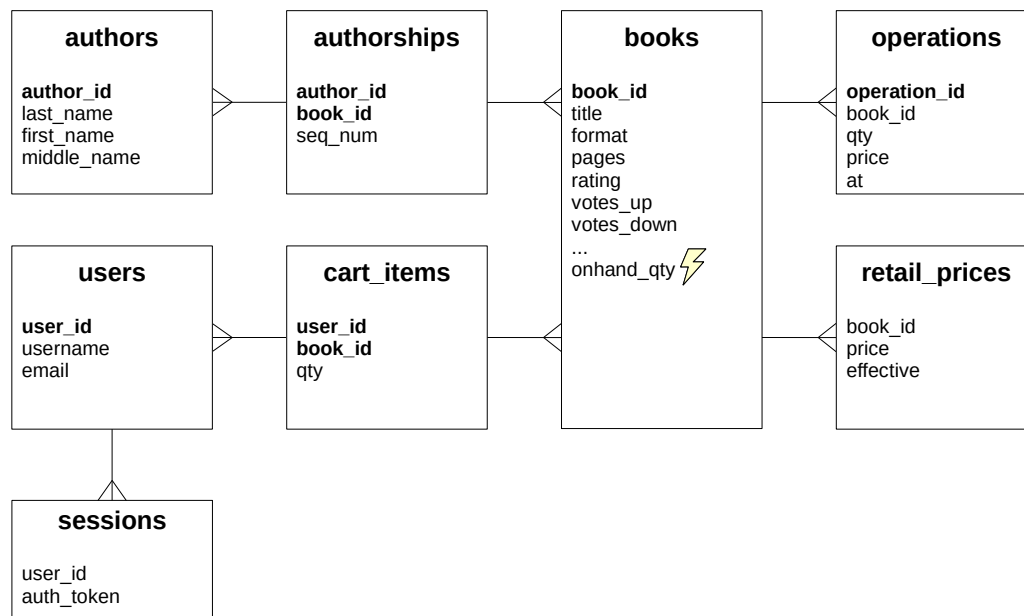 authors
author_id
last_name
first_name
middle_name
authorships
author_id
book_id
seq_num
books
book_id
title
format
pages
rating
votes_up
votes_down
...
onhand_qty
operations
operation_id
book_id
qty
price
at
users
user_id
username
email
cart_items
user_id
book_id
qty
retail_prices
book_id
price
effective
sessions
user_id
auth_token